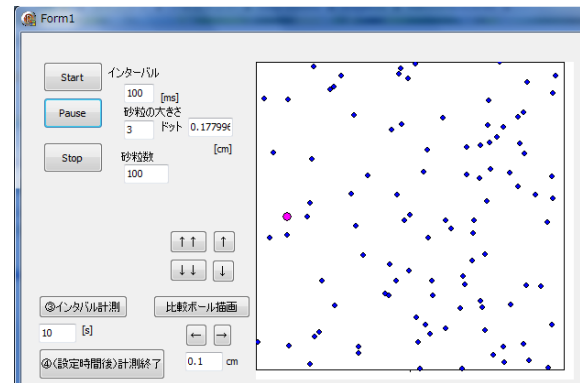 Form1
Start
インターバル
100 [ms]
Pause
砂粒の大きさ
3 ドット 0.177996
[cm]
Stop
砂粒数
100
↑↑ ↑
↓↓ ↓
③インタバル計測 比較ボール描画
10 [s]
← →
④(設定時間後)計測終了 0.1 cm